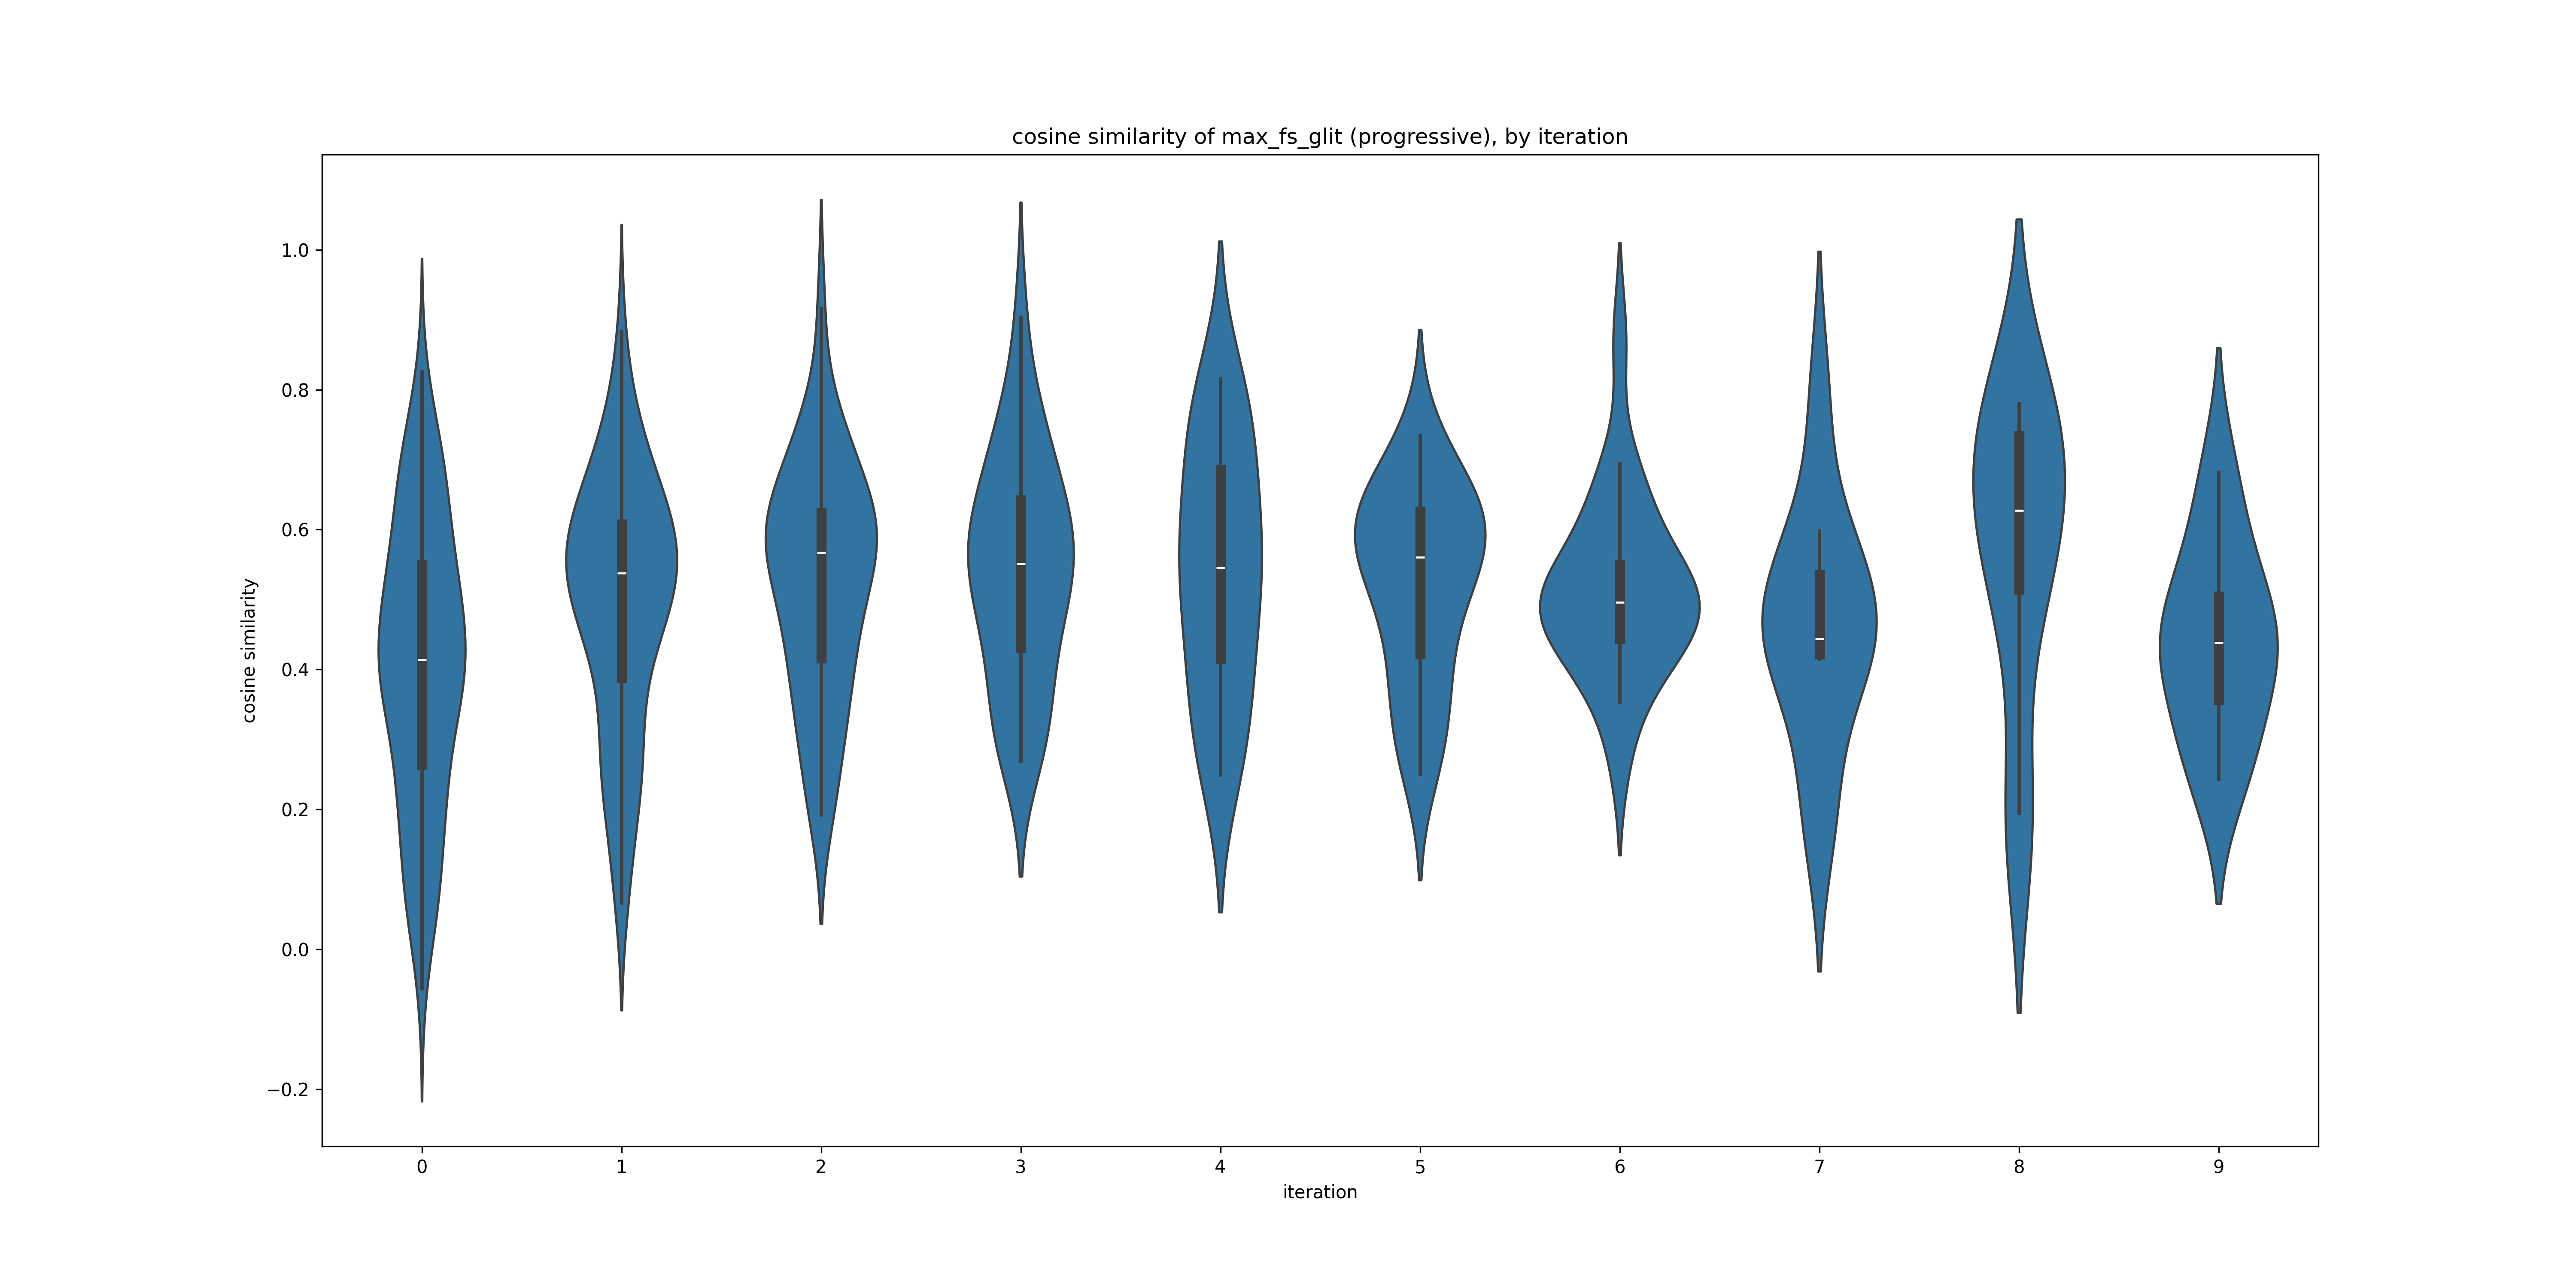 cosine similarity of max_fs_glit (progressive), by iteration
cosine similarity
1.0
0.8
0.6
0.4
0.2
0.0
−0.2
0 1 2 3 4 5 6 7 8 9
iteration